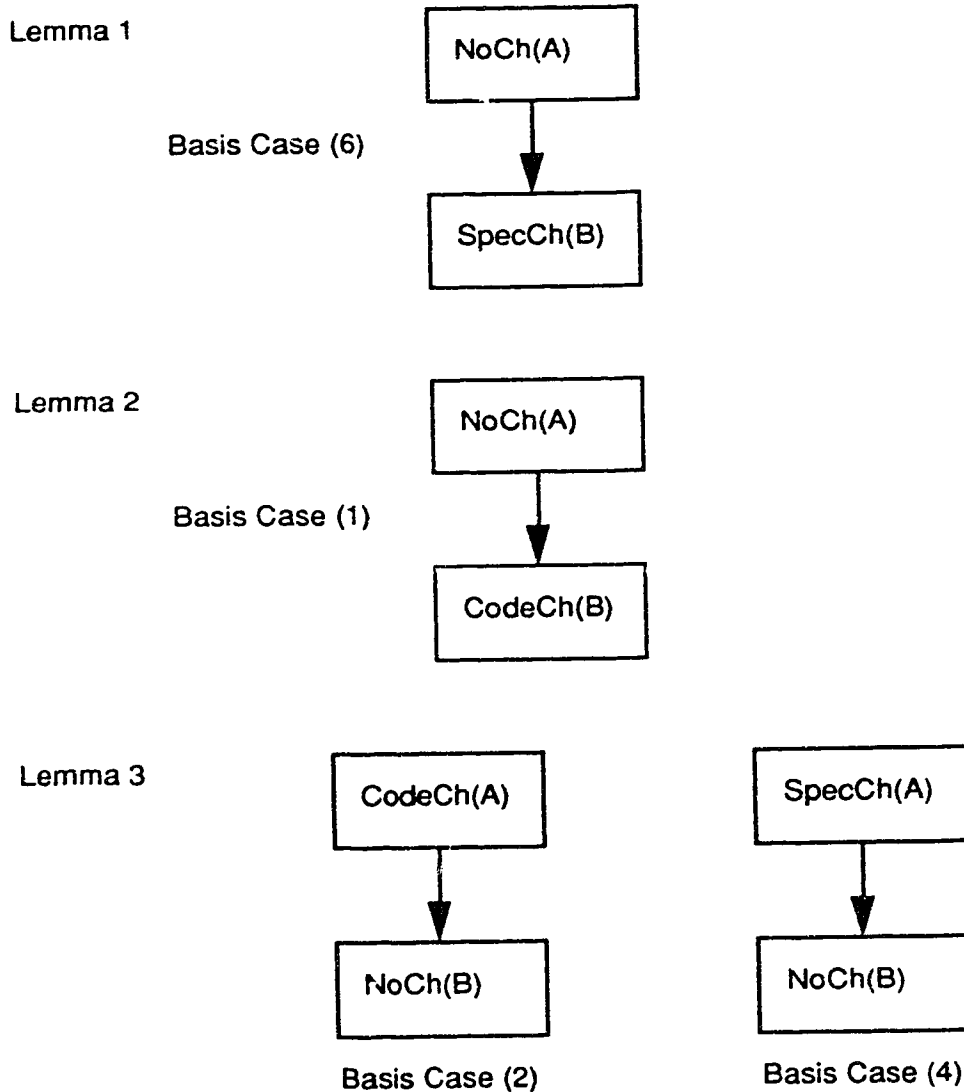 Lemma 1
NoCh(A)
Basis Case (6)
SpecCh(B)
Lemma 2
NoCh(A)
Basis Case (1)
CodeCh(B)
Lemma 3
CodeCh(A)
SpecCh(A)
NoCh(B)
NoCh(B)
Basis Case (2)
Basis Case (4)